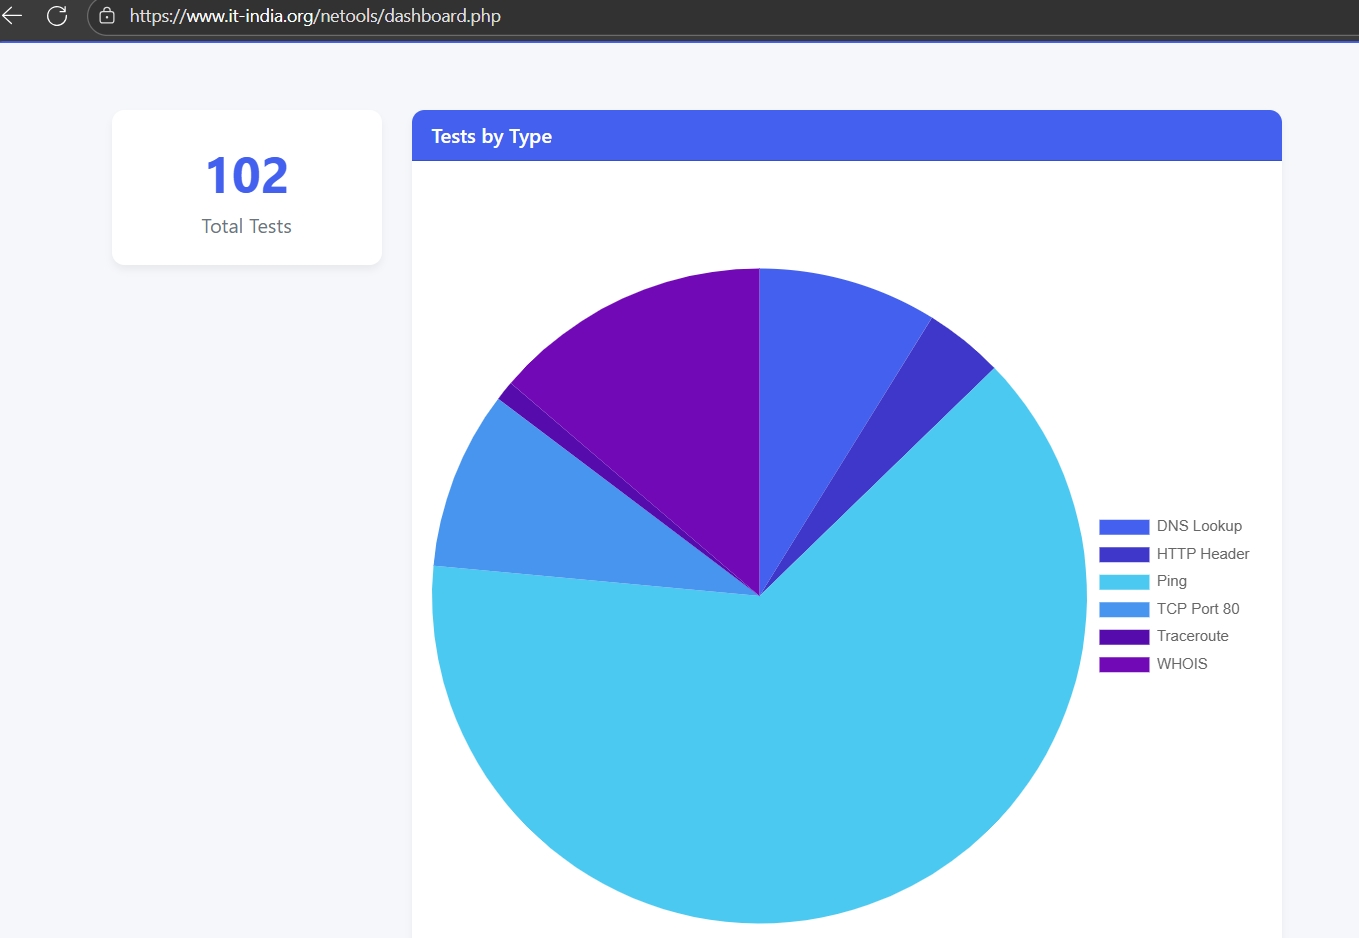 https://www.it-india.org/netools/dashboard.php
102
Total Tests
Tests by Type
DNS Lookup
HTTP Header
Ping
TCP Port 80
Traceroute
WHOIS